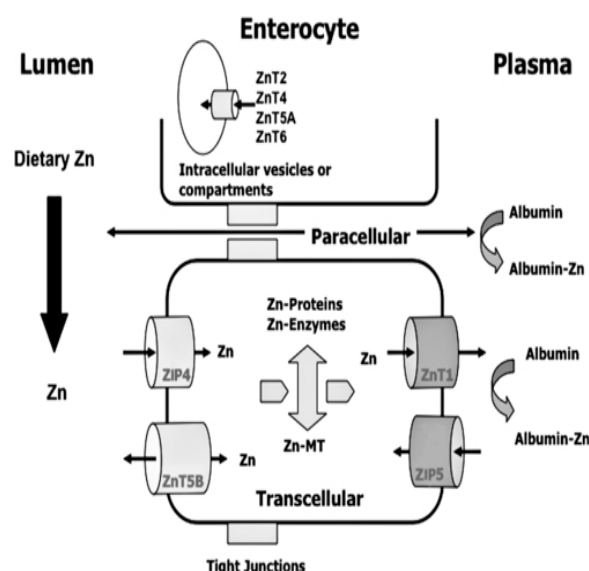 Enterocyte
Lumen
Plasma
ZnT2
ZnT4
ZnT5A
ZnT6
Dietary Zn
Intracellular vesicles or
compartments
Albumin
Paracellular
Albumin-Zn
Zn-Proteins
Zn-Enzymes
Zn
Zn
Albumin
ZIP4
ZnT1
Zn
Zn-MT
Albumin-Zn
ZnT5B
Zn
ZIP5
Transcellular
Tight Junctions